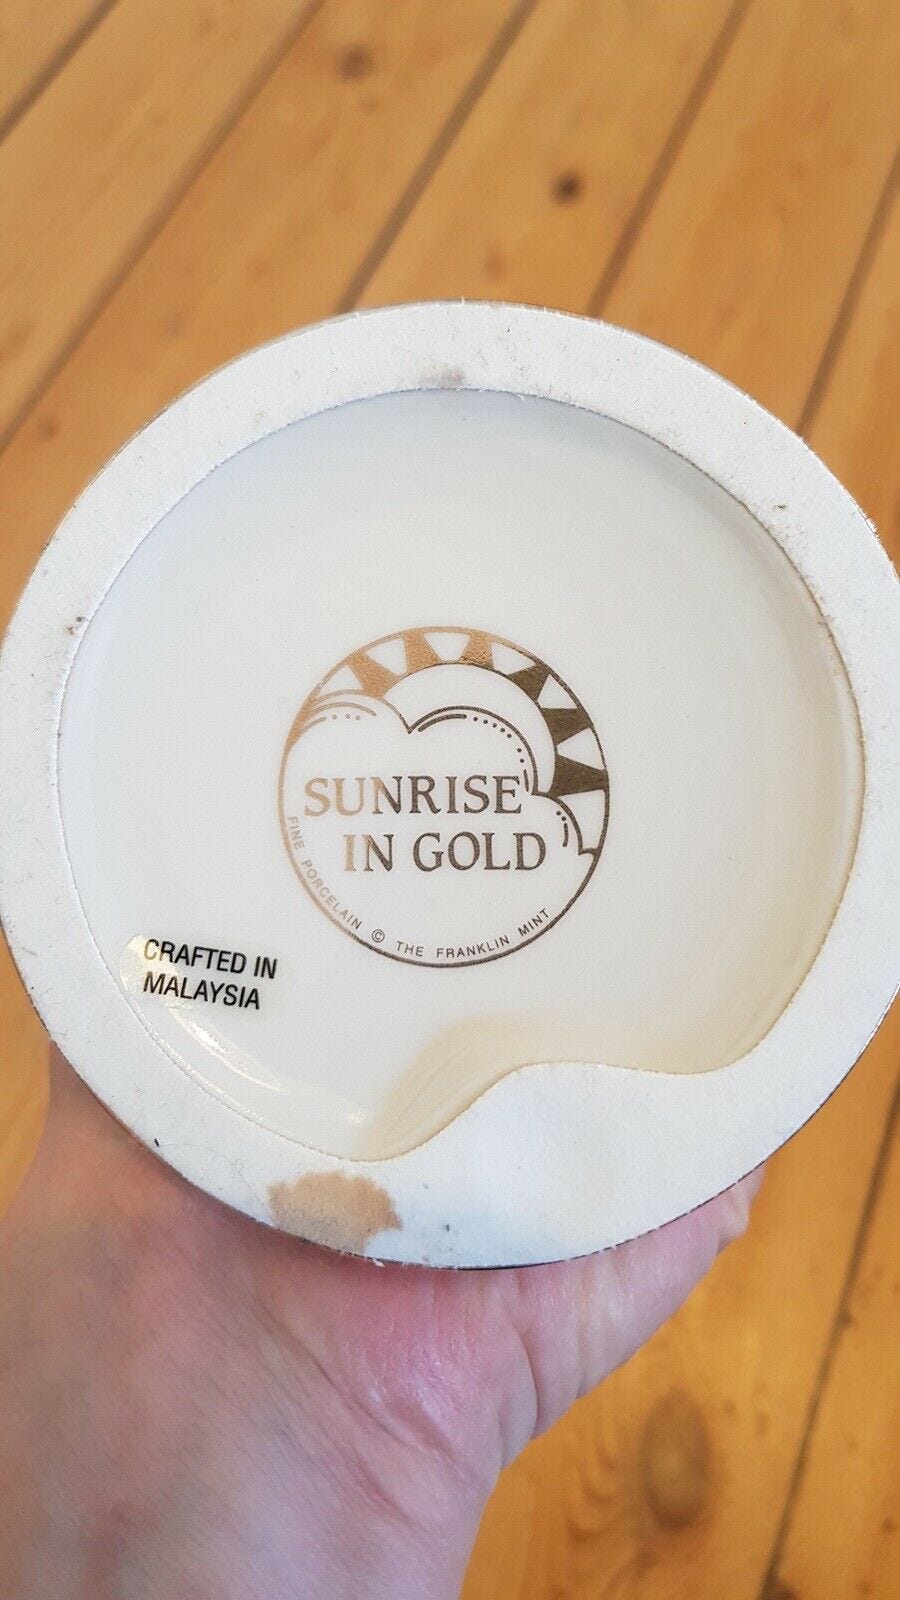 SUNRISE
IN GOLD
FINE PORCELAIN © THE FRANKLIN MINT
CRAFTED IN
MALAYSIA